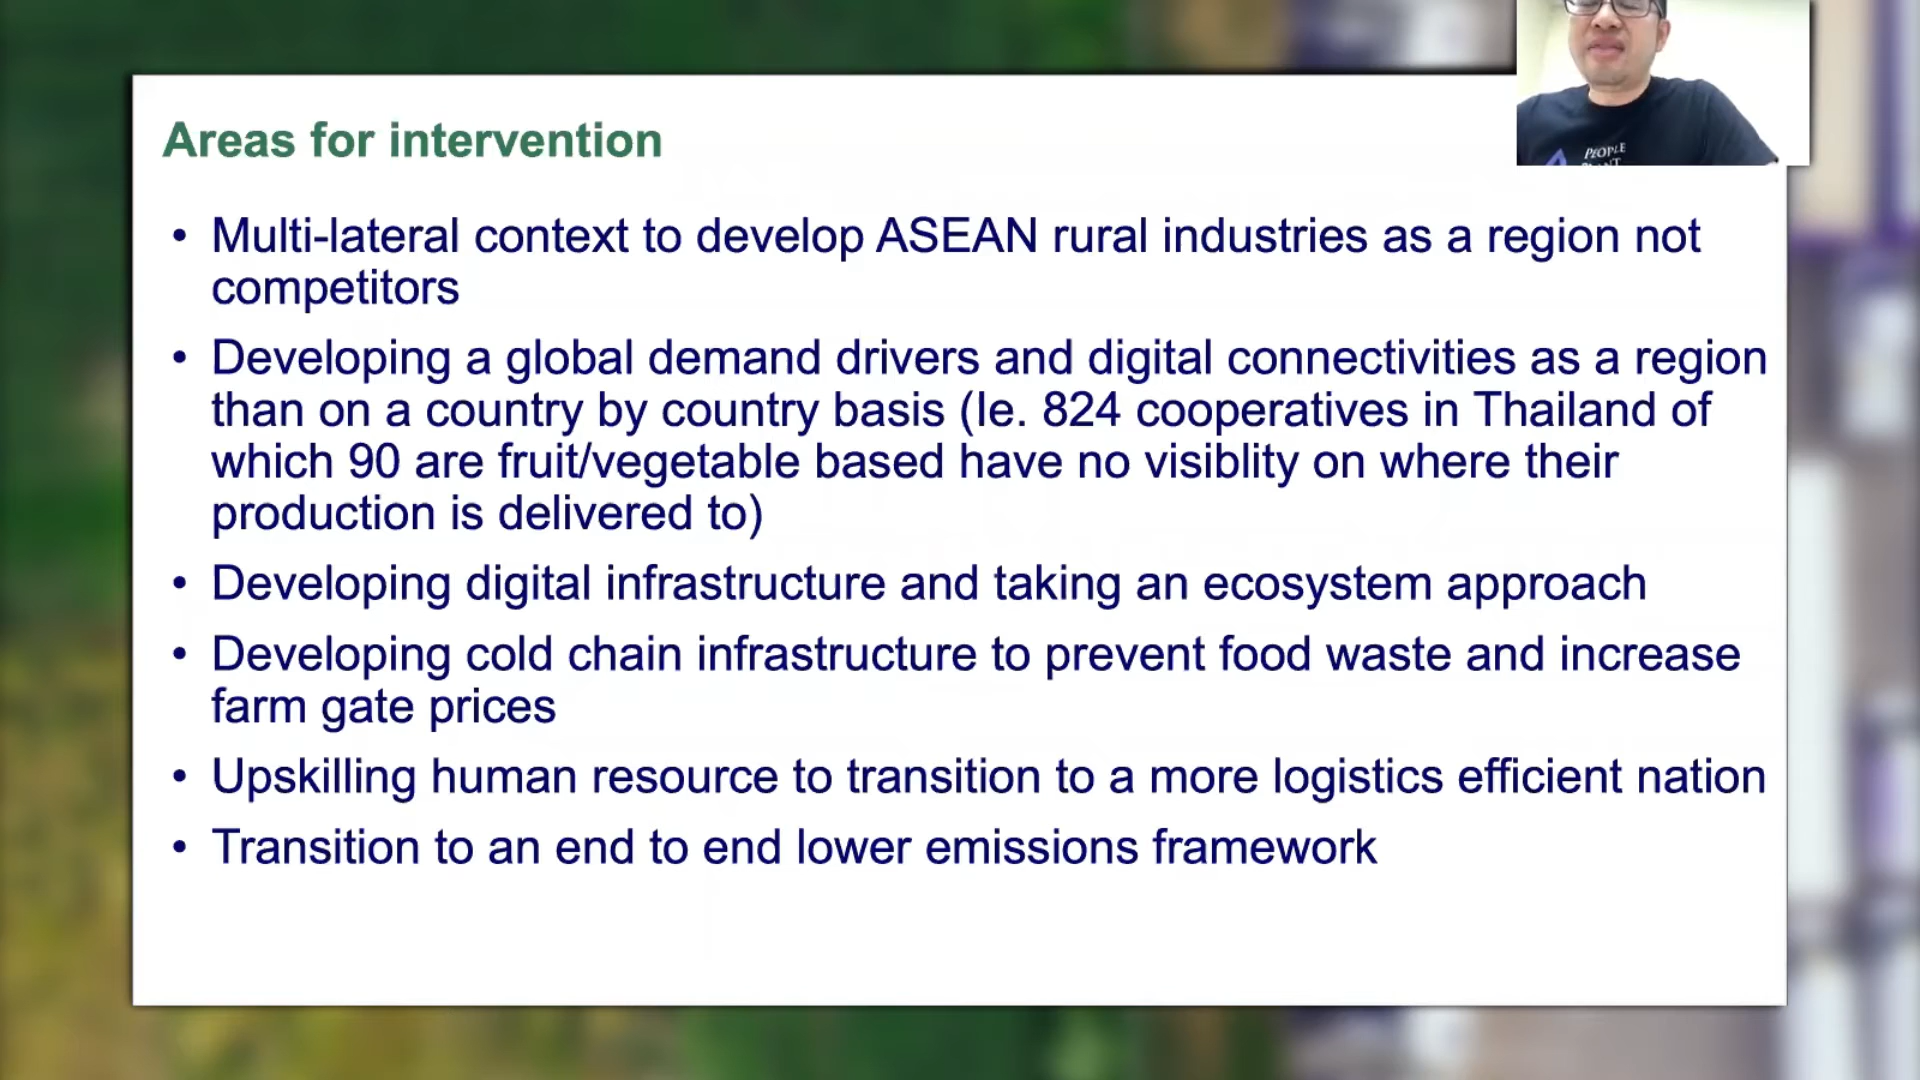 Areas for intervention
• Multi-lateral context to develop ASEAN rural industries as a region not
competitors
• Developing a global demand drivers and digital connectivities as a region
than on a country by country basis (Ie. 824 cooperatives in Thailand of
which 90 are fruit/vegetable based have no visiblity on where their
production is delivered to)
• Developing digital infrastructure and taking an ecosystem approach
• Developing cold chain infrastructure to prevent food waste and increase
farm gate prices
• Upskilling human resource to transition to a more logistics efficient nation
• Transition to an end to end lower emissions framework
PEOPLE